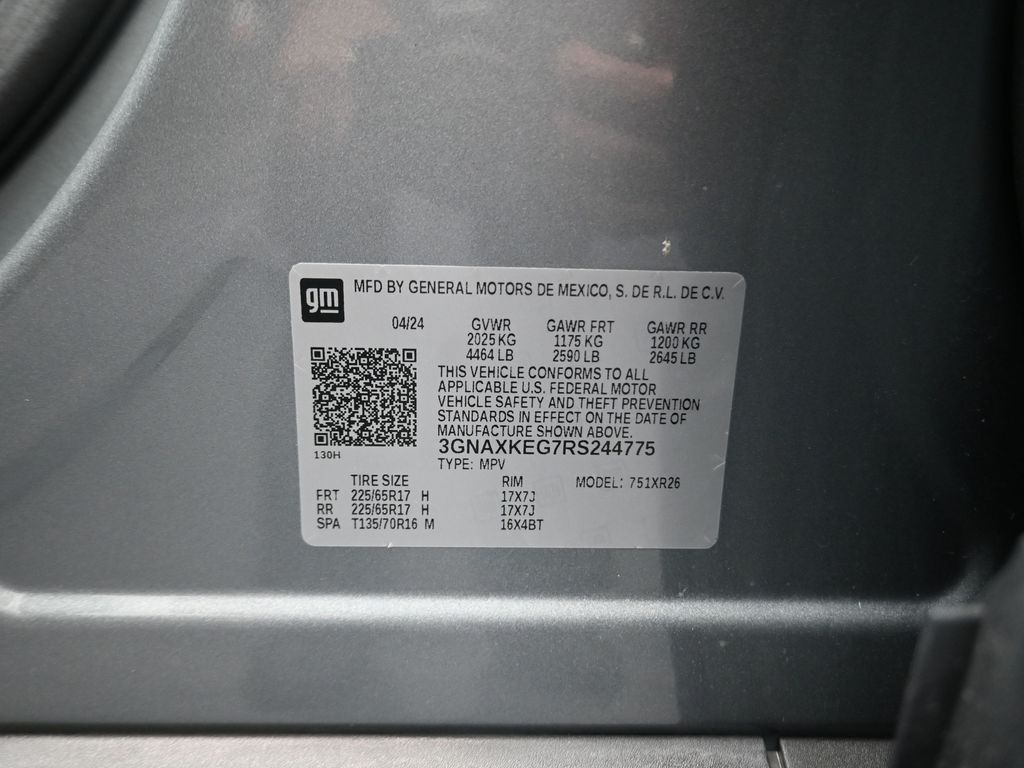 gm
MFD BY GENERAL MOTORS DE MEXICO, S. DE R.L. DE C.V.
04/24 GVWR GAWR FRT GAWR RR
2025 KG 1175 KG 1200 KG
4464 LB 2590 LB 2645 LB
THIS VEHICLE CONFORMS TO ALL
APPLICABLE U.S. FEDERAL MOTOR
VEHICLE SAFETY AND THEFT PREVENTION
STANDARDS IN EFFECT ON THE DATE OF
MANUFACTURE SHOWN ABOVE.
3GNAXKEG7RS244775
130H
TYPE: MPV
TIRE SIZE RIM MODEL: 751XR26
FRT 225/65R17 H 17X7J
RR 225/65R17 H 17X7J
SPA T135/70R16 M 16X4BT